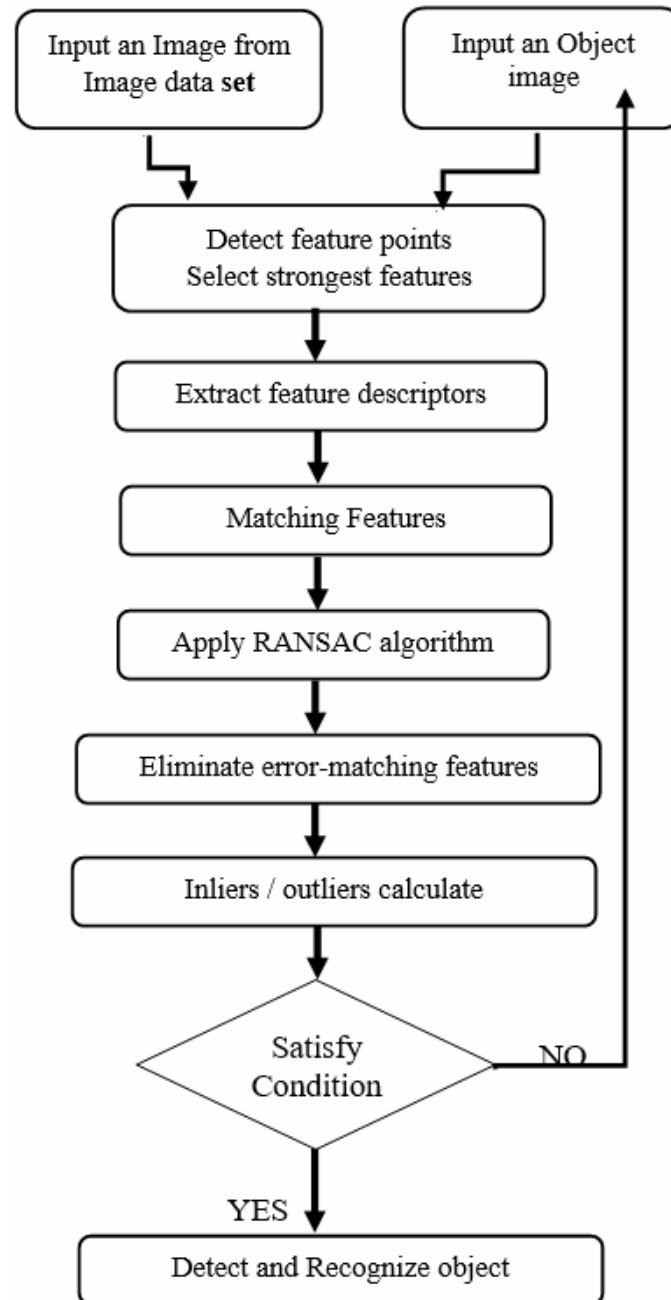 Input an Image from
Image data set
Input an Object
image
Detect feature points
Select strongest features
Extract feature descriptors
Matching Features
Apply RANSAC algorithm
Eliminate error-matching features
Inliers / outliers calculate
Satisfy
Condition
NO
YES
Detect and Recognize object